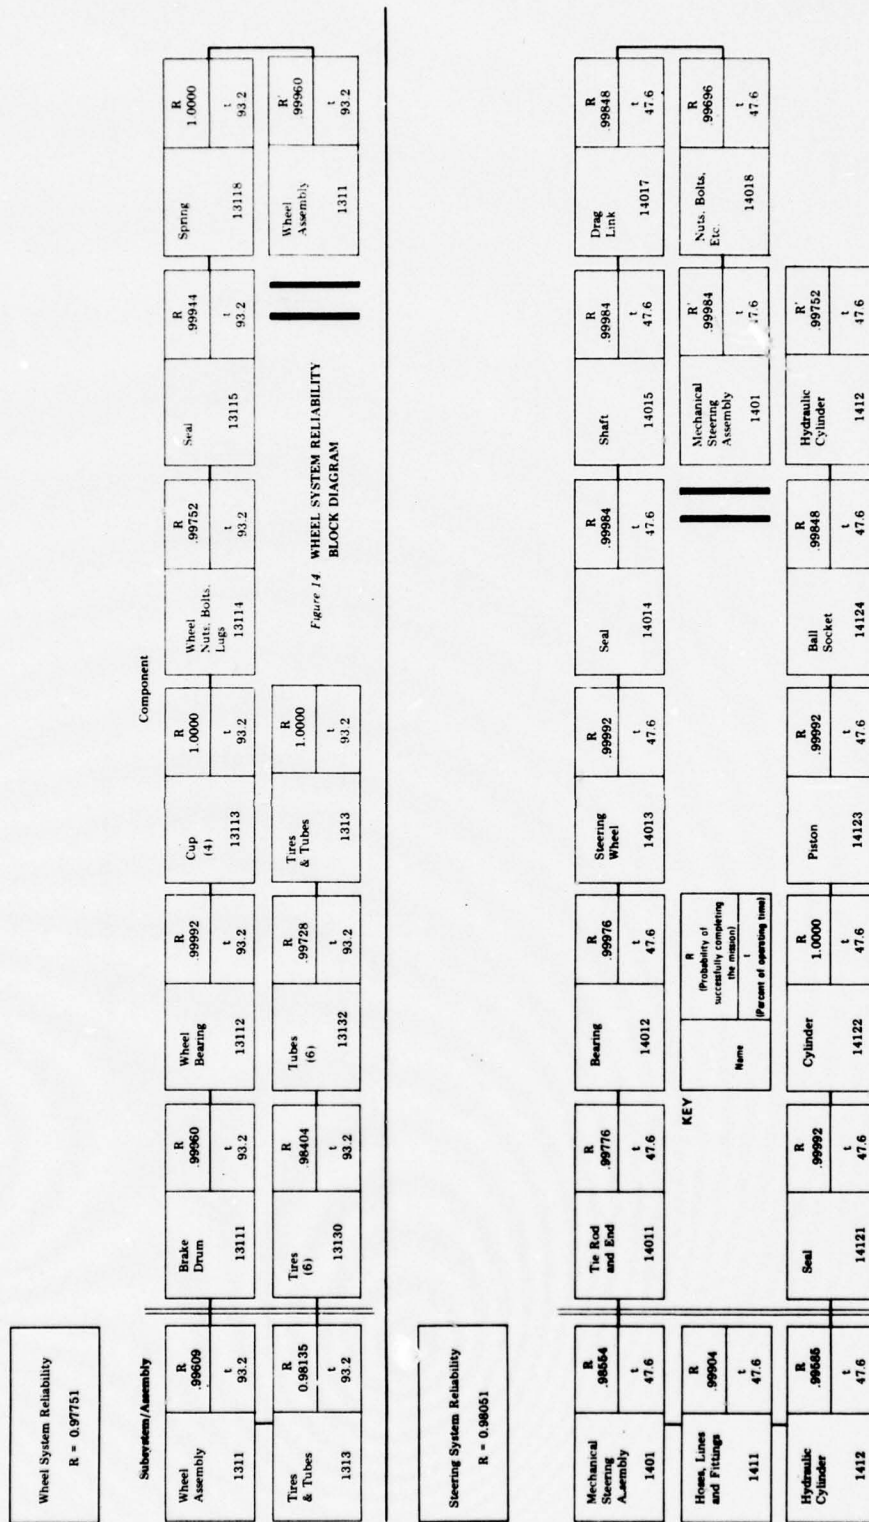 Wheel System Reliability
R = 0.97751
Subsystem/Assembly
Component
Wheel
Assembly
1311
R
.99609
t
93.2
Brake
Drum
13111
R
.99960
t
93.2
Wheel
Bearing
13112
R
.99992
t
93.2
Cup
(4)
13113
R
1.0000
t
93.2
Wheel
Nuts, Bolts,
Lugs
13114
R
.99752
t
93.2
Seal
13115
R
.99944
t
93.2
Spring
13118
R
1.0000
t
93.2
Tires
& Tubes
1313
R
0.98135
t
93.2
Tires
(6)
13130
R
.98404
t
93.2
Tubes
(6)
13132
R
.99728
t
93.2
Tires
& Tubes
1313
R
1.0000
t
93.2
Wheel
Assembly
1311
R'
.99960
t
93.2
Figure 14. WHEEL SYSTEM RELIABILITY
BLOCK DIAGRAM
Steering System Reliability
R = 0.98051
Mechanical
Steering
Assembly
1401
R
.98554
t
47.6
Tie Rod
and End
14011
R
.99776
t
47.6
Bearing
14012
R
.99976
t
47.6
Steering
Wheel
14013
R
.99992
t
47.6
Seal
14014
R
.99984
t
47.6
Shaft
14015
R
.99984
t
47.6
Drag
Link
14017
R
.99848
t
47.6
Hoses, Lines
and Fittings
1411
R
.99904
t
47.6
KEY
Name
R
(Probability of
successfully completing
the mission)
t
(Percent of operating time)
Mechanical
Steering
Assembly
1401
R'
.99984
t
47.6
Nuts, Bolts,
Etc.
14018
R
.99696
t
47.6
Hydraulic
Cylinder
1412
R
t
47.6
Seal
14121
R
.99992
t
47.6
Cylinder
14122
R
1.0000
t
47.6
Piston
14123
R
.99992
t
47.6
Ball
Socket
14124
R
.99848
t
47.6
Hydraulic
Cylinder
1412
R'
.99752
t
47.6